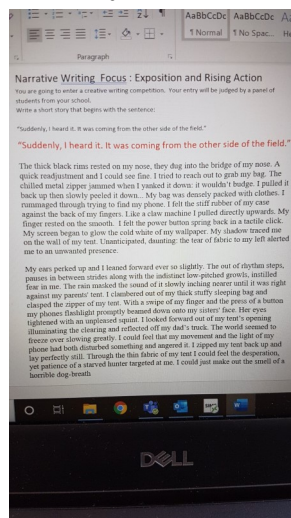 AaBbCcDc AaBbCcDc
¶ Normal ¶ No Spac...
Paragraph
Narrative Writing Focus : Exposition and Rising Action
You are going to enter a creative writing competition. Your entry will be judged by a panel of
students from your school.
Write a short story that begins with the sentence:
"Suddenly, I heard it. It was coming from the other side of the field."
"Suddenly, I heard it. It was coming from the other side of the field."
The thick black rims rested on my nose, they dug into the bridge of my nose. A
quick readjustment and I could see fine. I tried to reach out to grab my bag. The
chilled metal zipper jammed when I yanked it down: it wouldn't budge. I pulled it
back up then slowly peeled it down... My bag was densely packed with clothes. I
rummaged through trying to find my phone. I felt the stiff rubber of my case
against the back of my fingers. Like a claw machine I pulled directly upwards. My
finger rested on the smooth. I felt the power button spring back in a tactile click.
My screen begun to glow the cold white of my wallpaper. My shadow traced me
on the wall of my tent. Unanticipated, daunting: the tear of fabric to my left alerted
me to an unwanted presence.
My ears perked up and I leaned forward ever so slightly. The out of rhythm steps,
pauses in between strides along with the indistinct low-pitched growls, instilled
fear in me. The rain masked the sound of it slowly inching nearer until it was right
against my parents' tent. I clambered out of my thick stuffy sleeping bag and
clasped the zipper of my tent. With a swipe of my finger and the press of a button
my phones flashlight promptly beamed down onto my sisters' face. Her eyes
tightened with an unpleased squint. I looked forward out of my tent's opening
illuminating the clearing and reflected off my dad's truck. The world seemed to
freeze over slowing greatly. I could feel that my movement and the light of my
phone had both disturbed something and angered it. I zipped my tent back up and
lay perfectly still. Through the thin fabric of my tent I could feel the desperation,
yet patience of a starved hunter targeted at me. I could just make out the smell of a
horrible dog-breath
DELL